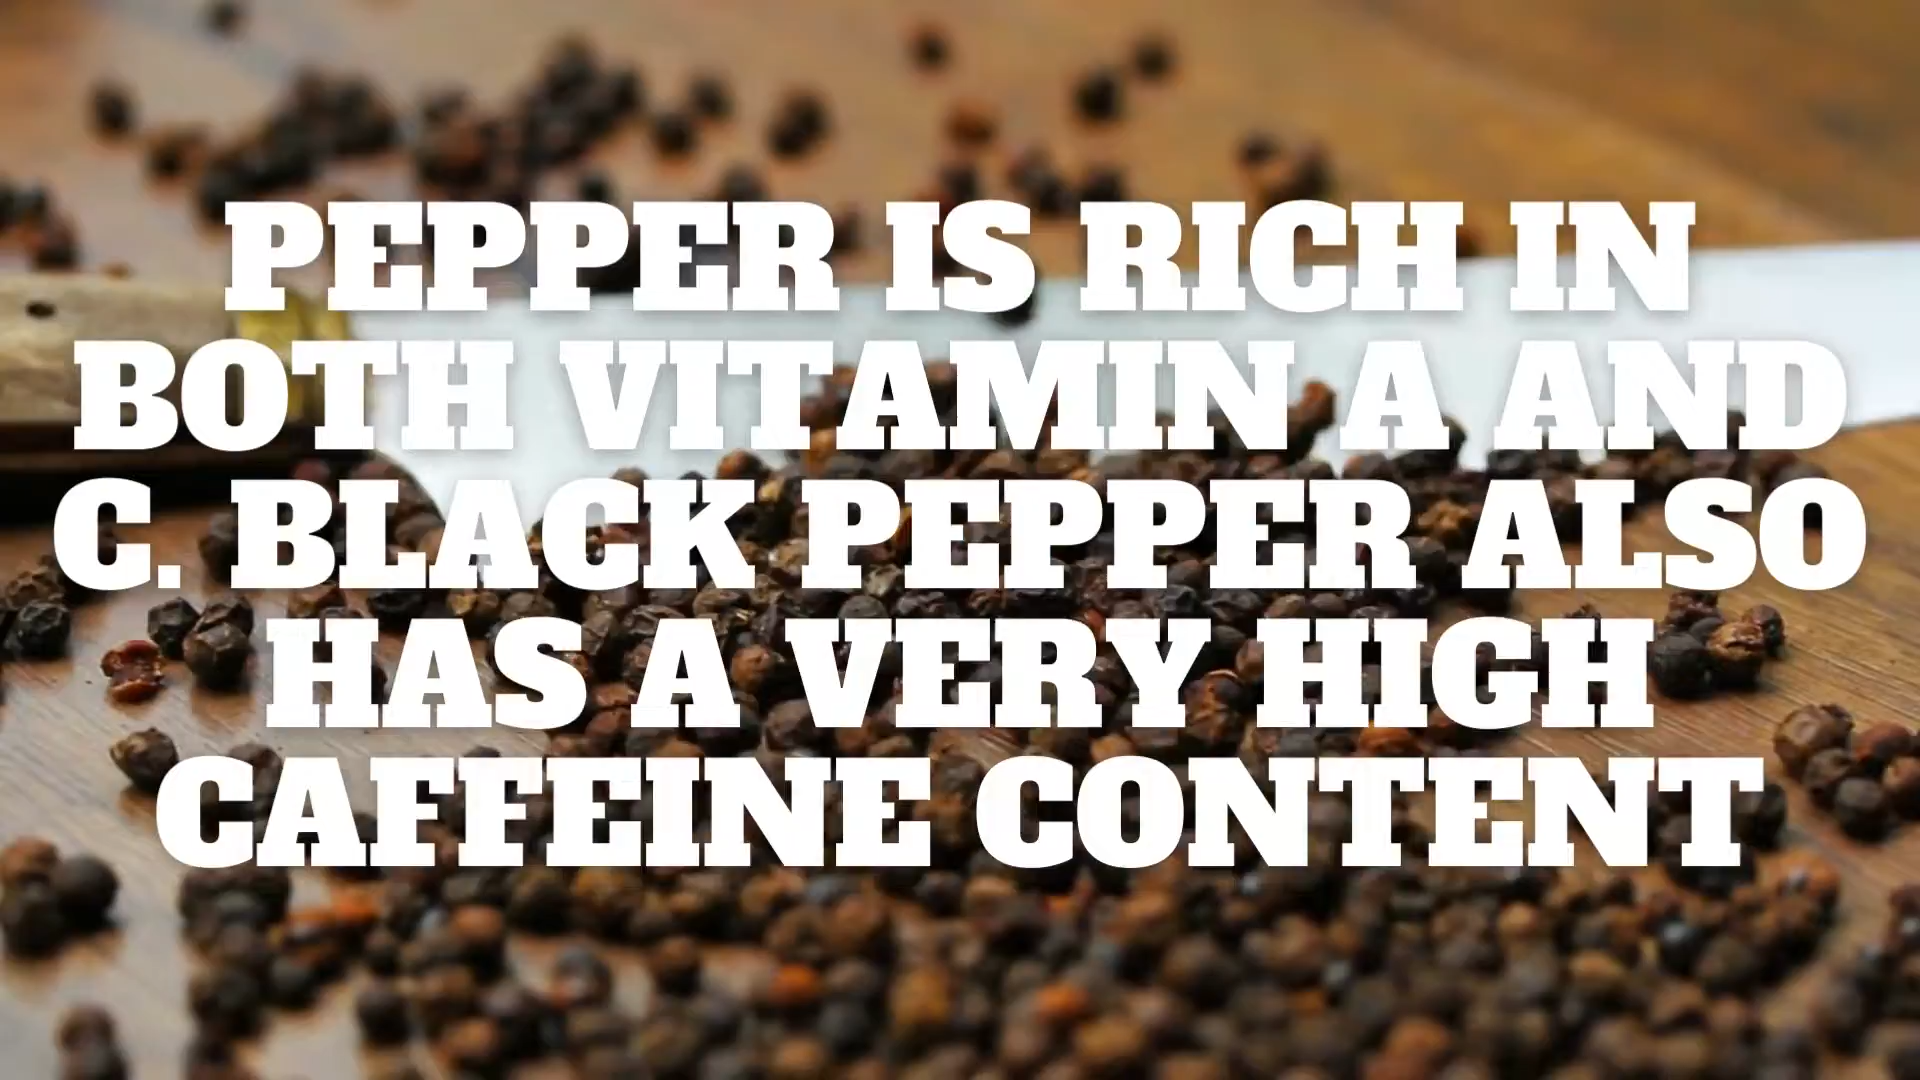 PEPPER IS RICH IN
BOTH VITAMIN A AND
C. BLACK PEPPER ALSO
HAS A VERY HIGH
CAFFEINE CONTENT